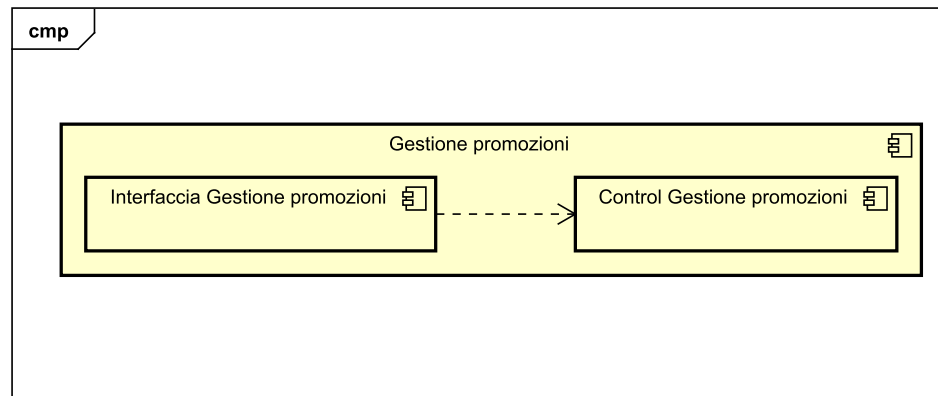 cmp
Gestione promozioni
Interfaccia Gestione promozioni
Control Gestione promozioni